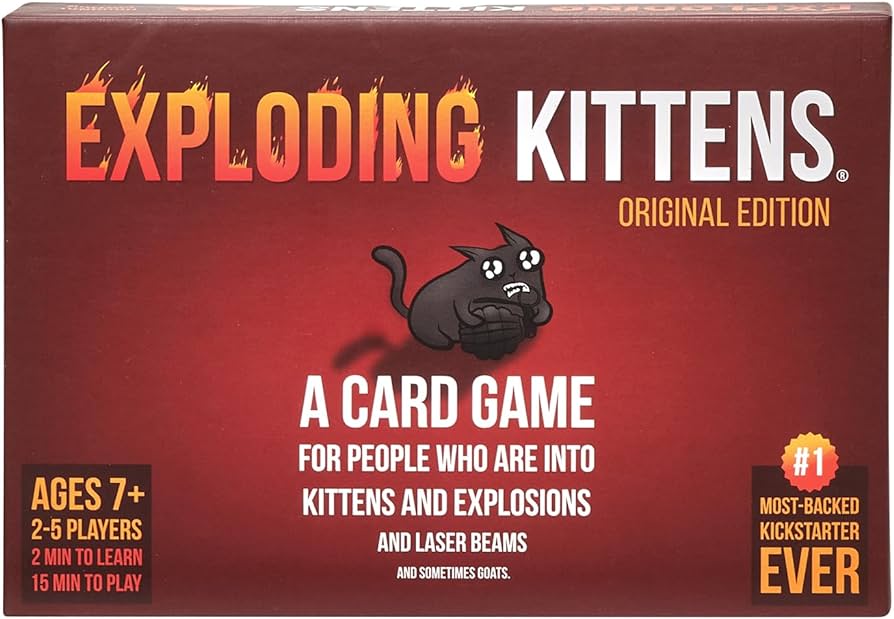 EXPLODING KITTENS
EXPLODING KITTENS®
ORIGINAL EDITION
A CARD GAME
FOR PEOPLE WHO ARE INTO
KITTENS AND EXPLOSIONS
AND LASER BEAMS
AND SOMETIMES GOATS.
AGES 7+
2-5 PLAYERS
2 MIN TO LEARN
15 MIN TO PLAY
#1
MOST-BACKED
KICKSTARTER
EVER